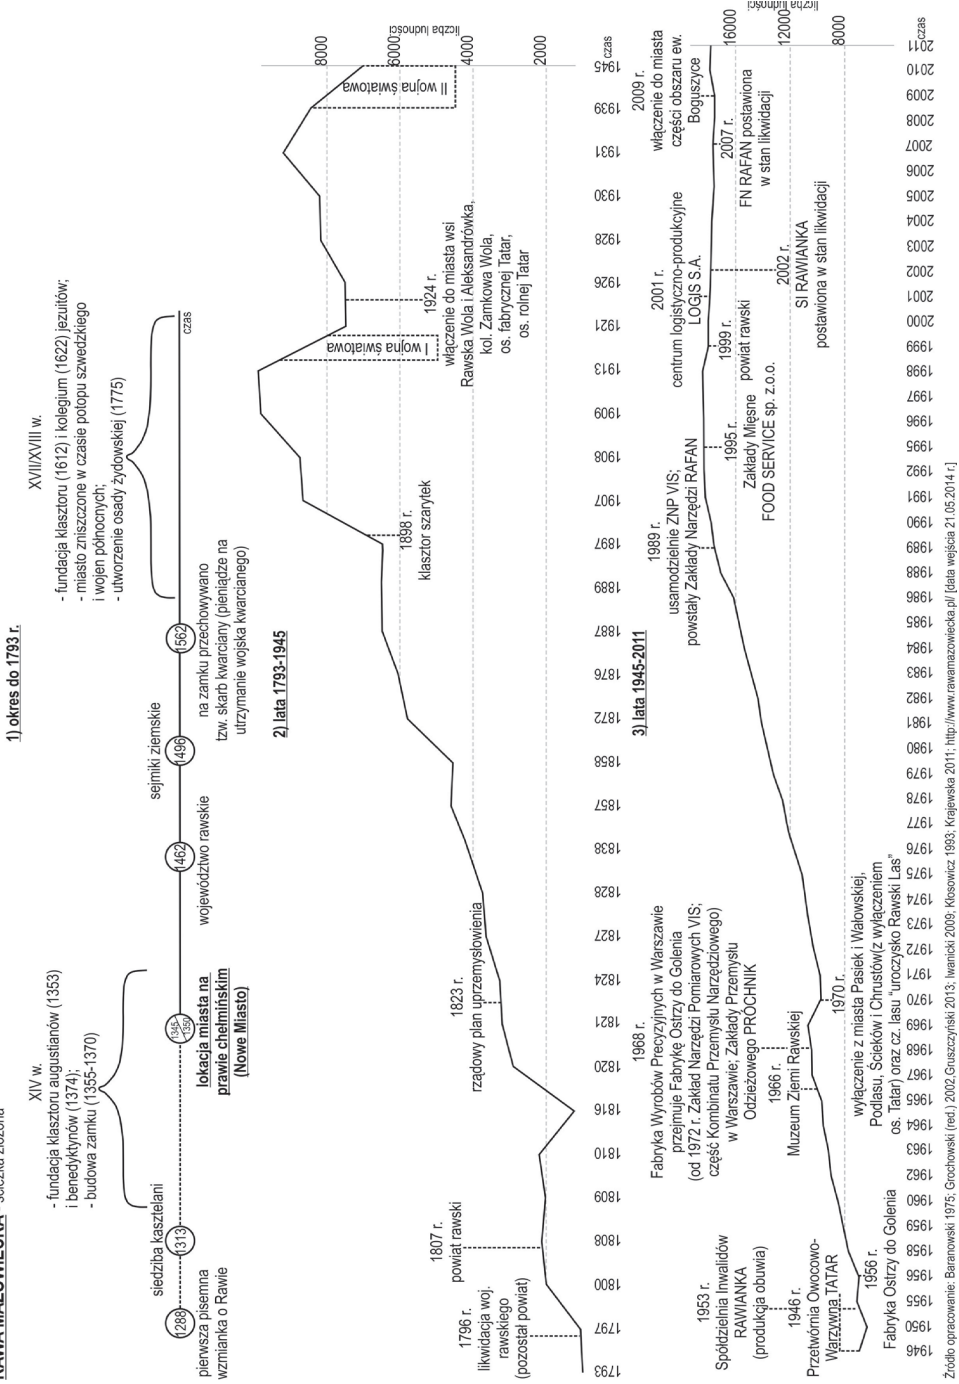 RAWA MAZOWIECKA - ścieżka złożona
1) okres do 1793 r.
XIV w.
- fundacja klasztoru augustianów (1353)
i benedyktynów (1374);
- budowa zamku (1355-1370)
XVII/XVIII w.
- fundacja klasztoru (1612) i kolegium (1622) jezuitów;
- miasto zniszczone w czasie potopu szwedzkiego
i wojen północnych;
- utworzenie osady żydowskiej (1775)
siedziba kasztelani
sejmiki ziemskie
1288
1313
1345
1350
1462
1496
1562
czas
pierwsza pisemna
wzmianka o Rawie
lokacja miasta na
prawie chełmińskim
(Nowe Miasto)
województwo rawskie
na zamku przechowywano
tzw. skarb kwarciany (pieniądze na
utrzymanie wojska kwarcianego)
2) lata 1793-1945
liczba ludności
8000
6000
4000
2000
1796 r.
likwidacja woj.
rawskiego
(pozostał powiat)
1807 r.
powiat rawski
1823 r.
rządowy plan uprzemysłowienia
1898 r.
klasztor szarytek
I wojna światowa
1924 r.
włączenie do miasta wsi
Rawska Wola i Aleksandrówka,
kol. Zamkowa Wola,
os. fabrycznej Tatar,
os. rolnej Tatar
II wojna światowa
1793 1797 1800 1808 1809 1810 1816 1820 1821 1824 1827 1828 1838 1857 1856 1872 1876 1887 1889 1897 1907 1908 1909 1913 1921 1926 1928 1930 1931 1939 1945 czas
3) lata 1945-2011
liczba ludności
16000
12000
8000
1953 r.
Spółdzielnia Inwalidów
RAWIANKA
(produkcja obuwia)
1946 r.
Przetwórnia Owocowo-
Warzywna TATAR
1956 r.
Fabryka Ostrzy do Golenia
1968 r.
Fabryka Wyrobów Precyzyjnych w Warszawie
przejmuje Fabrykę Ostrzy do Golenia
(od 1972 r. Zakład Narzędzi Pomiarowych VIS;
część Kombinatu Przemysłu Narzędziowego)
w Warszawie; Zakłady Przemysłu
Odzieżowego PRÓCHNIK
1966 r.
Muzeum Ziemi Rawskiej
1970 r.
wyłączenie z miasta Pasiek i Wałowskiej,
Podlasu, Ścieków i Chrustów(z wyłączeniem
os. Tatar) oraz cz. lasu "uroczysko Rawski Las"
1989 r.
usamodzielnie ZNP VIS;
powstały Zakłady Narzędzi RAFAN
1995 r.
Zakłady Mięsne
FOOD SERVICE sp. z.o.o.
1999 r.
powiat rawski
2001 r.
centrum logistyczno-produkcyjne
LOGIS S.A.
2002 r.
SI RAWIANKA
postawiona w stan likwidacji
2007 r.
FN RAFAN postawiona
w stan likwidacji
2009 r.
włączenie do miasta
części obszaru ew.
Boguszyce
1946 1950 1955 1956 1958 1959 1960 1962 1963 1964 1965 1967 1968 1969 1970 1971 1972 1973 1974 1975 1976 1977 1978 1979 1980 1981 1982 1983 1984 1985 1986 1988 1989 1990 1991 1992 1995 1996 1997 1998 1999 2000 2001 2002 2003 2004 2005 2006 2007 2008 2009 2010 2011 czas
Źródło opracowanie: Baranowski 1975; Grochowski (red.) 2002,Gruszczyński 2013; Iwanicki 2009; Kłosowicz 1993; Krajewska 2011; http://www.rawamazowiecka.pl/ [data wejścia 21.05.2014 r.]